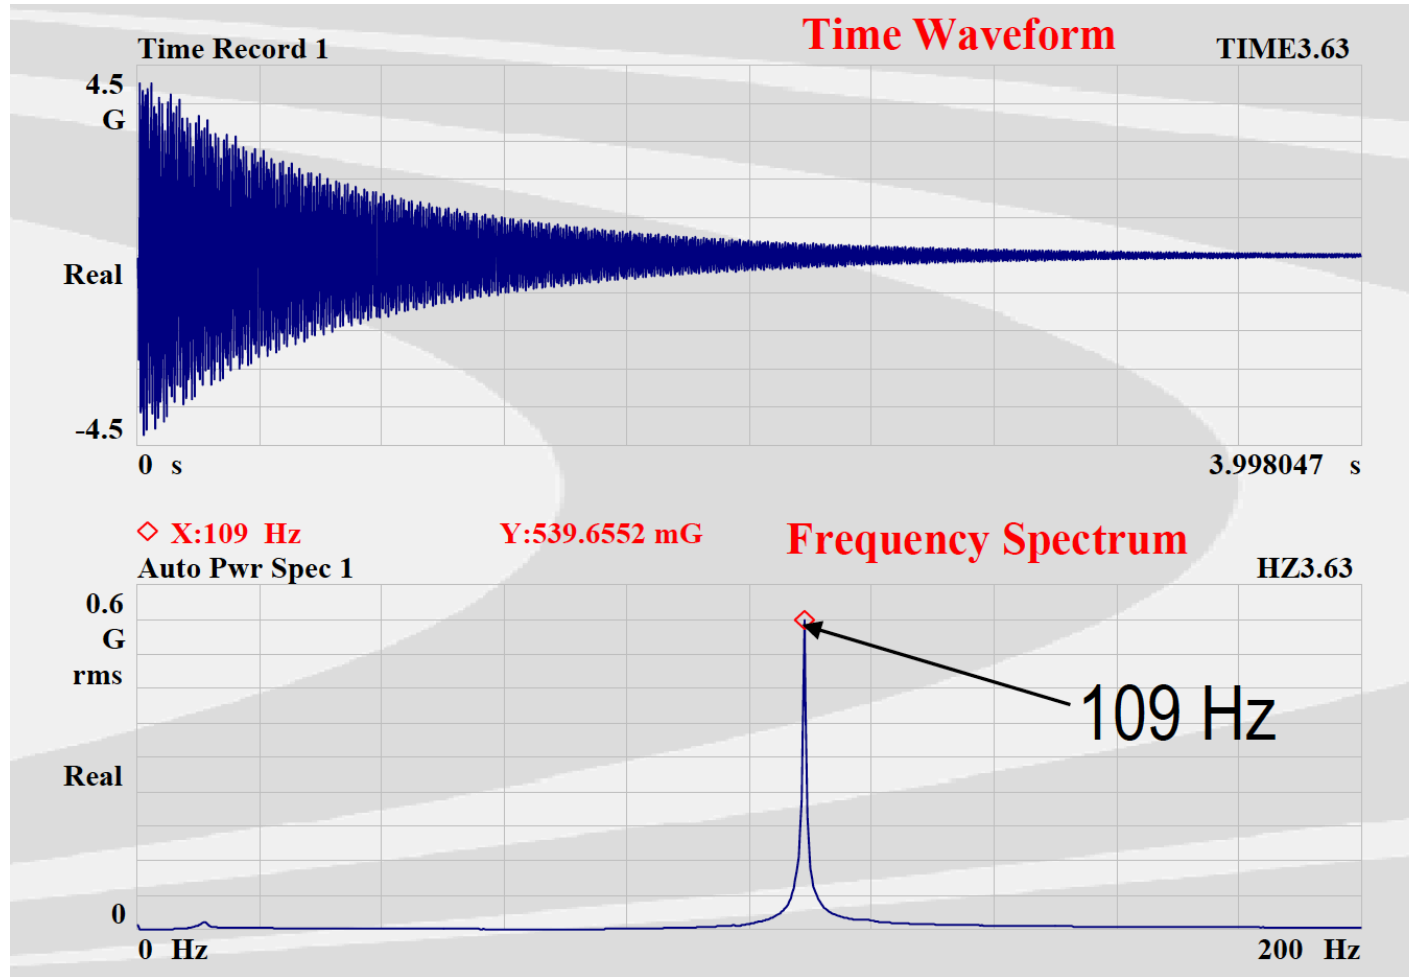 Time Waveform
Time Record 1
TIME3.63
4.5
G
Real
-4.5
0 s
3.998047 s
X:109 Hz
Y:539.6552 mG
Frequency Spectrum
Auto Pwr Spec 1
HZ3.63
0.6
G
rms
109 Hz
Real
0
0 Hz
200 Hz